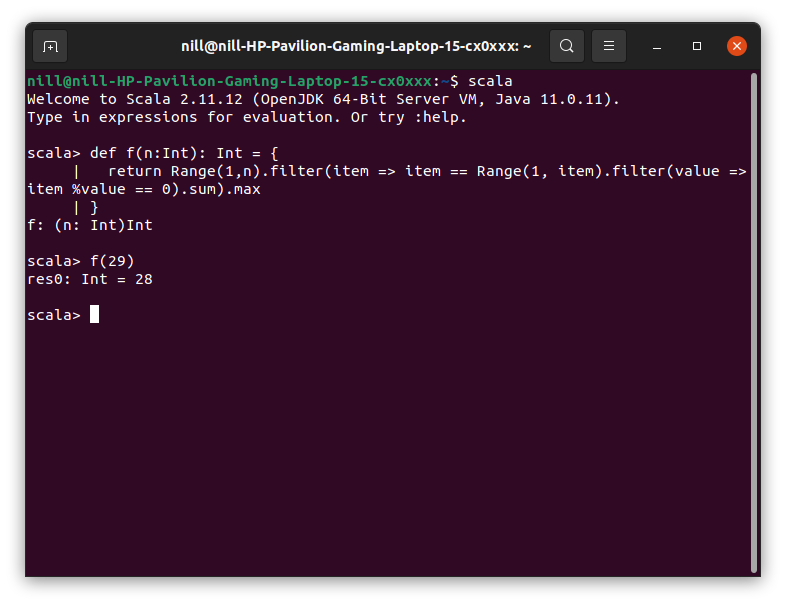 nill@nill-HP-Pavilion-Gaming-Laptop-15-cx0xxx: ~
nill@nill-HP-Pavilion-Gaming-Laptop-15-cx0xxx:~$ scala
Welcome to Scala 2.11.12 (OpenJDK 64-Bit Server VM, Java 11.0.11).
Type in expressions for evaluation. Or try :help.
scala> def f(n:Int): Int = {
     |   return Range(1,n).filter(item => item == Range(1, item).filter(value =>
item %value == 0).sum).max
     | }
f: (n: Int)Int
scala> f(29)
res0: Int = 28
scala>